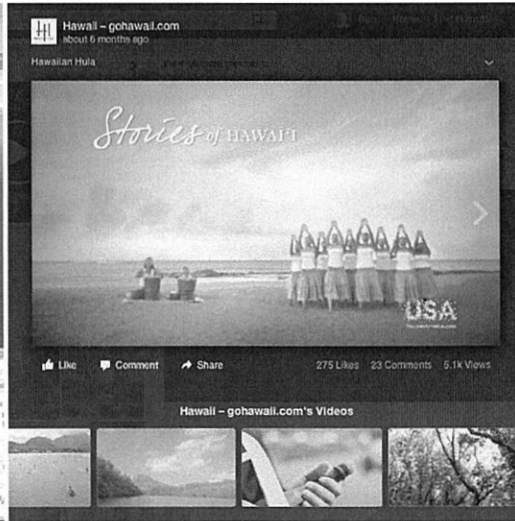 Hawaii – gohawaii.com
about 6 months ago
Hawaiian Hula
Stories of HAWAI'I
USA
Like
Comment
Share
275 Likes
23 Comments
5.1k Views
Hawaii – gohawaii.com's Videos